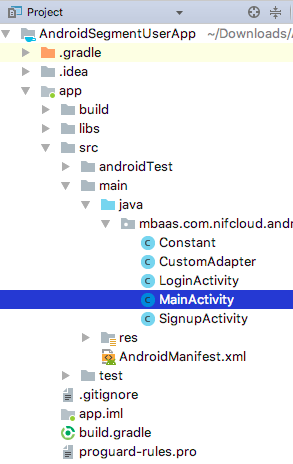 Project
AndroidSegmentUserApp ~/Downloads/
.gradle
.idea
app
build
libs
src
androidTest
main
java
mbaas.com.nifcloud.andr
Constant
CustomAdapter
LoginActivity
MainActivity
SignupActivity
res
AndroidManifest.xml
test
.gitignore
app.iml
build.gradle
proguard-rules.pro